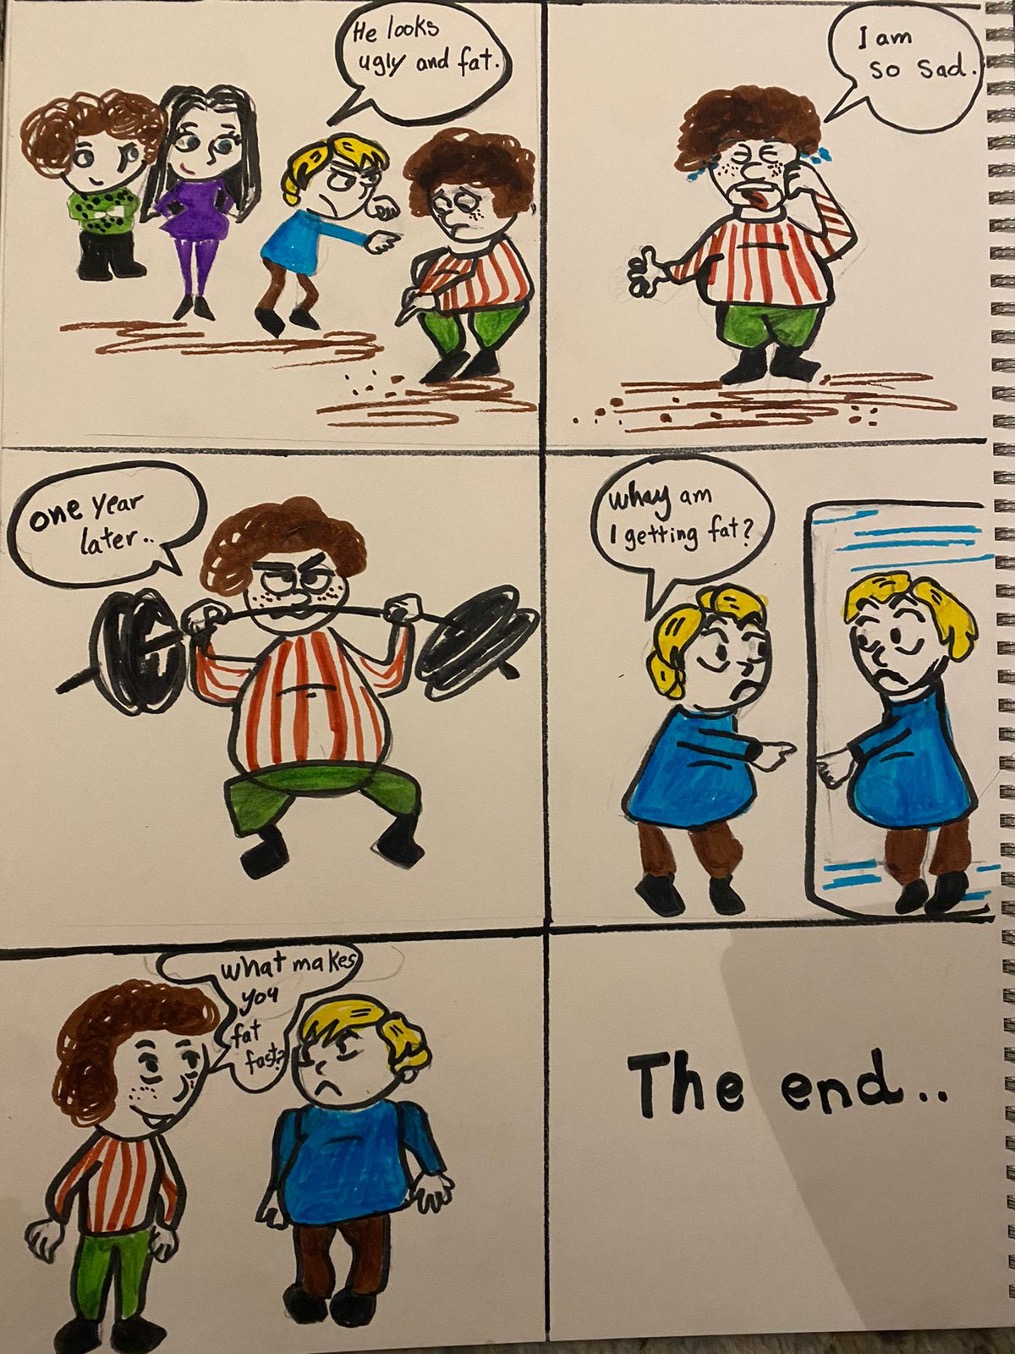 He looks
ugly and fat.
I am
so sad.
one year
later..
whay am
I getting fat?
what makes
you
fat
fast?
The end..